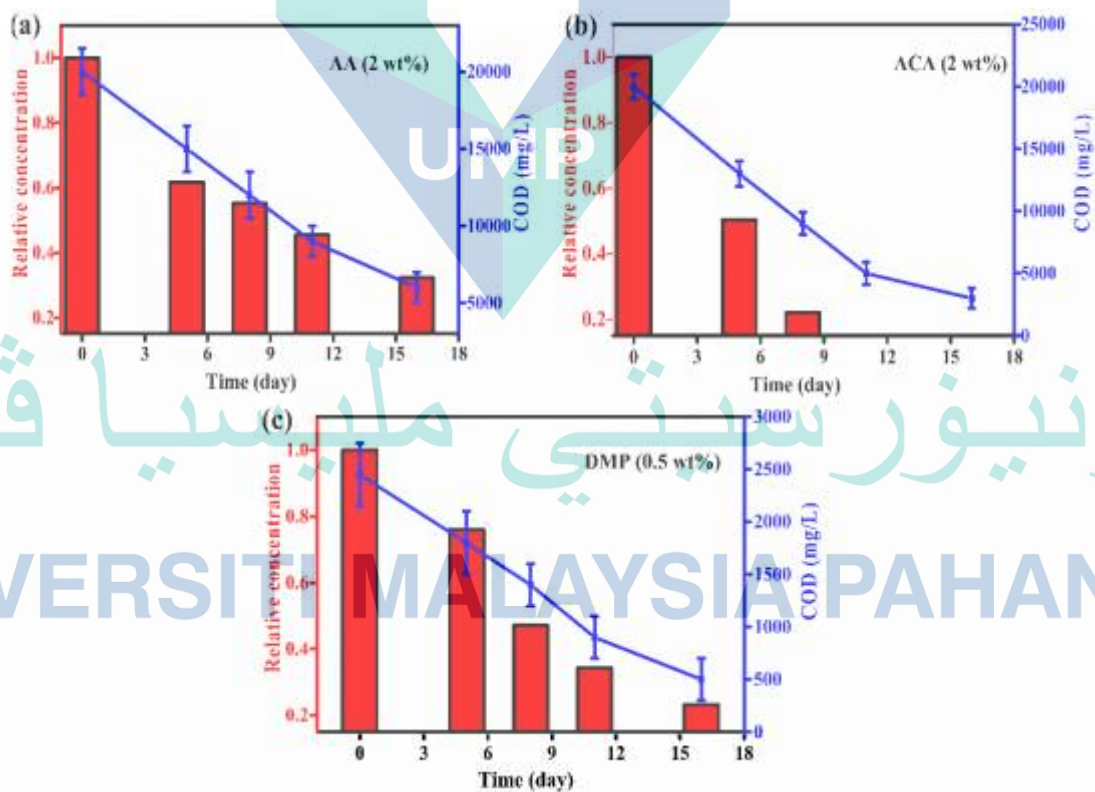 (a)
AA (2 wt%)
Relative concentration
1.0
0.8
0.6
0.4
0.2
20000
15000
10000
5000
COD (mg/L)
0 3 6 9 12 15 18
Time (day)
(b)
ACA (2 wt%)
Relative concentration
1.0
0.8
0.6
0.4
0.2
25000
20000
15000
10000
5000
0
COD (mg/L)
0 3 6 9 12 15 18
Time (day)
UMP
(c)
DMP (0.5 wt%)
Relative concentration
1.0
0.8
0.6
0.4
0.2
3000
2500
2000
1500
1000
500
0
COD (mg/L)
0 3 6 9 12 15 18
Time (day)
نيۏرسيتي مليسيا ق
VERSITI MALAYSIA PAHAN